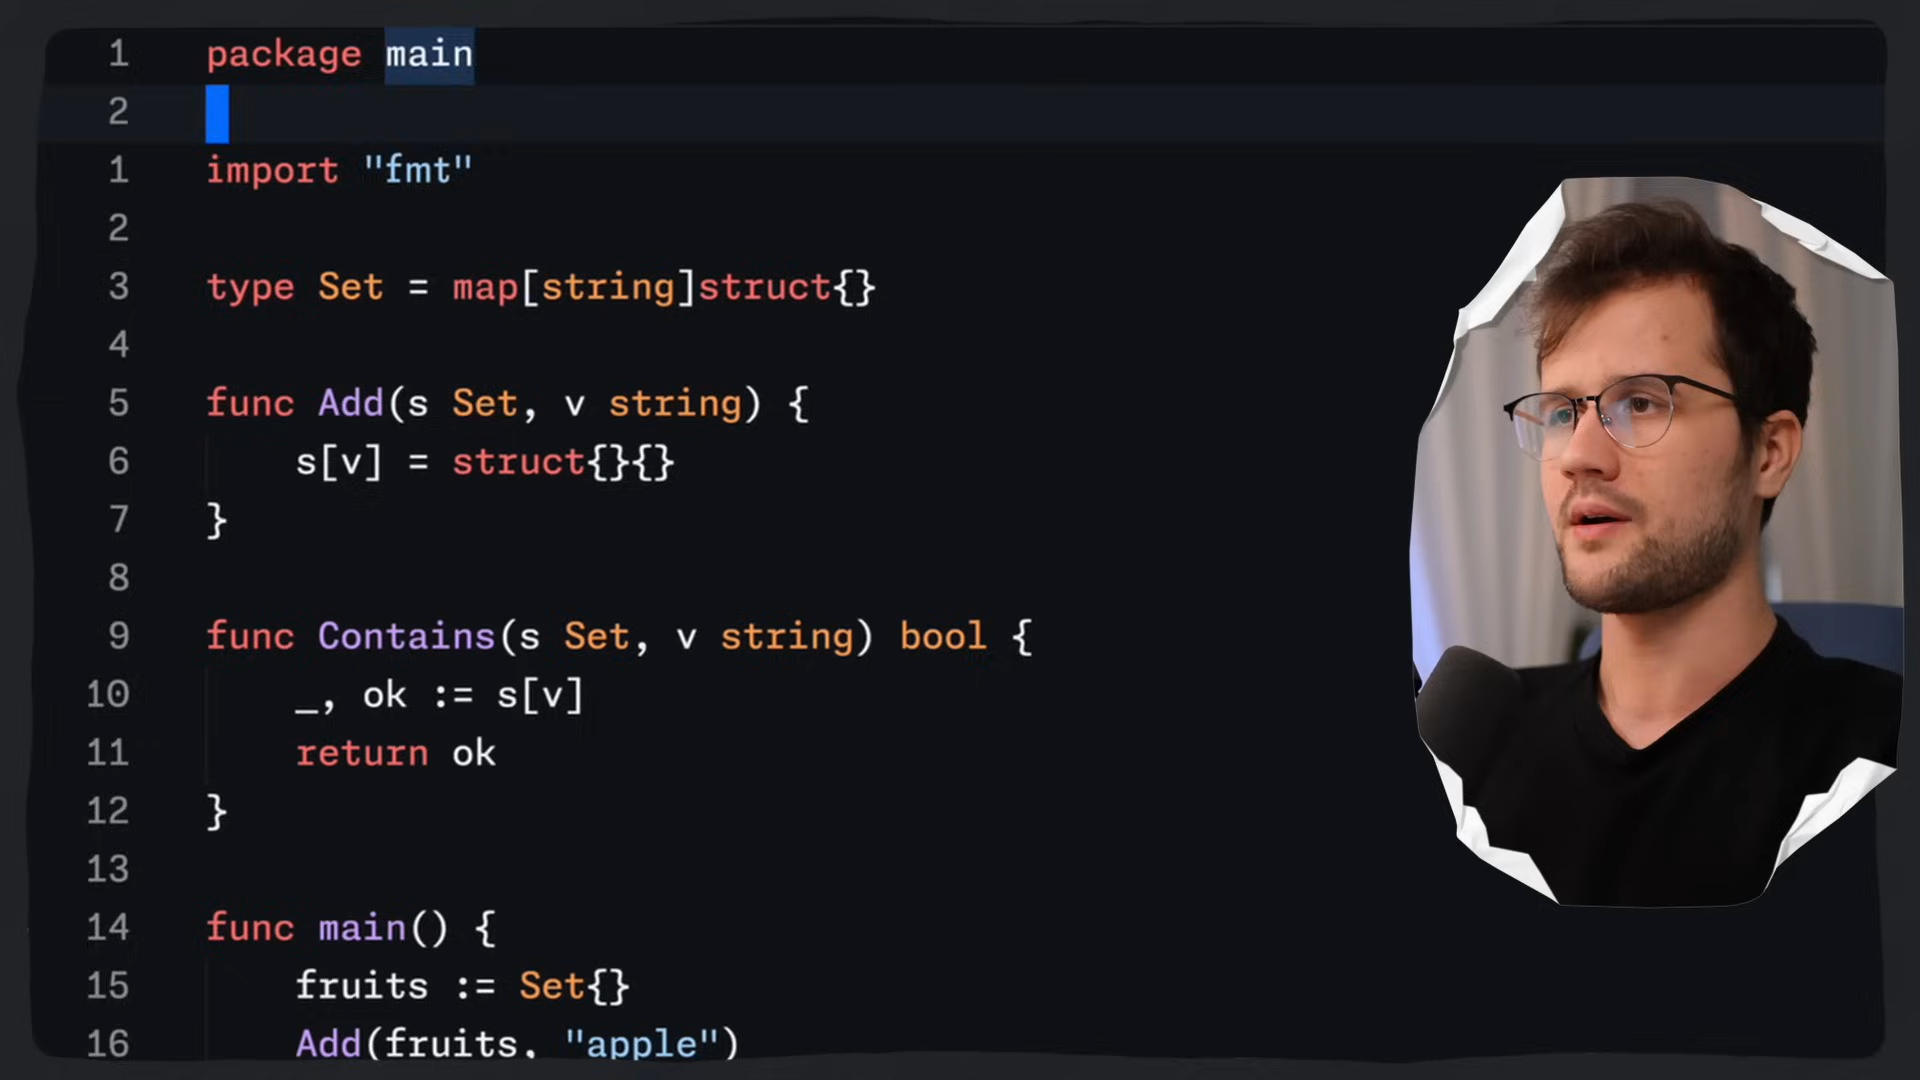 1 package main
2
1 import "fmt"
2
3 type Set = map[string]struct{}
4
5 func Add(s Set, v string) {
6 s[v] = struct{}{}
7 }
8
9 func Contains(s Set, v string) bool {
10 _, ok := s[v]
11 return ok
12 }
13
14 func main() {
15 fruits := Set{}
16 Add(fruits, "apple")